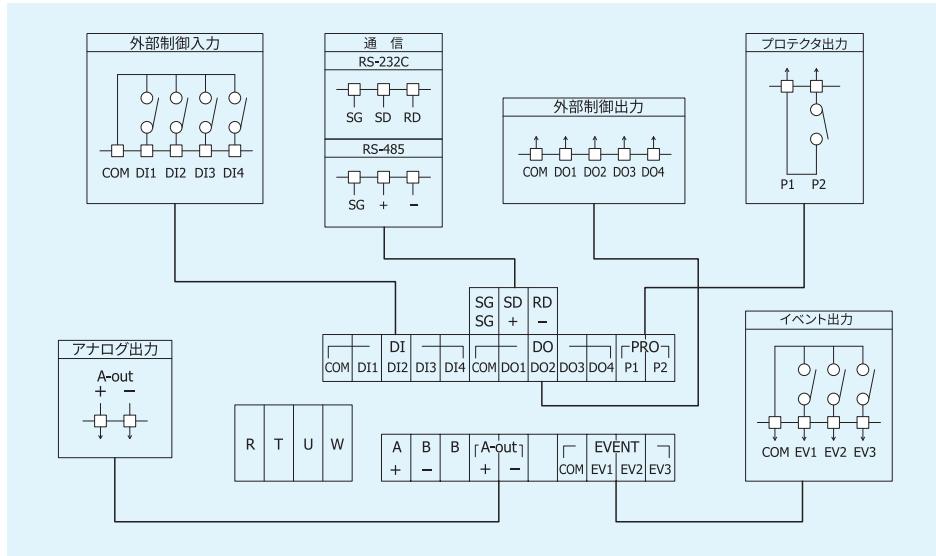 外部制御入力
COM DI1 DI2 DI3 DI4
通 信
RS-232C
SG SD RD
RS-485
SG + −
外部制御出力
COM DO1 DO2 DO3 DO4
プロテクタ出力
P1 P2
SG SD RD
SG + −
DI DO PRO
COM DI1 DI2 DI3 DI4 COM DO1 DO2 DO3 DO4 P1 P2
アナログ出力
A-out
+ −
イベント出力
COM EV1 EV2 EV3
R T U W
A B B A-out EVENT
+ − + − COM EV1 EV2 EV3